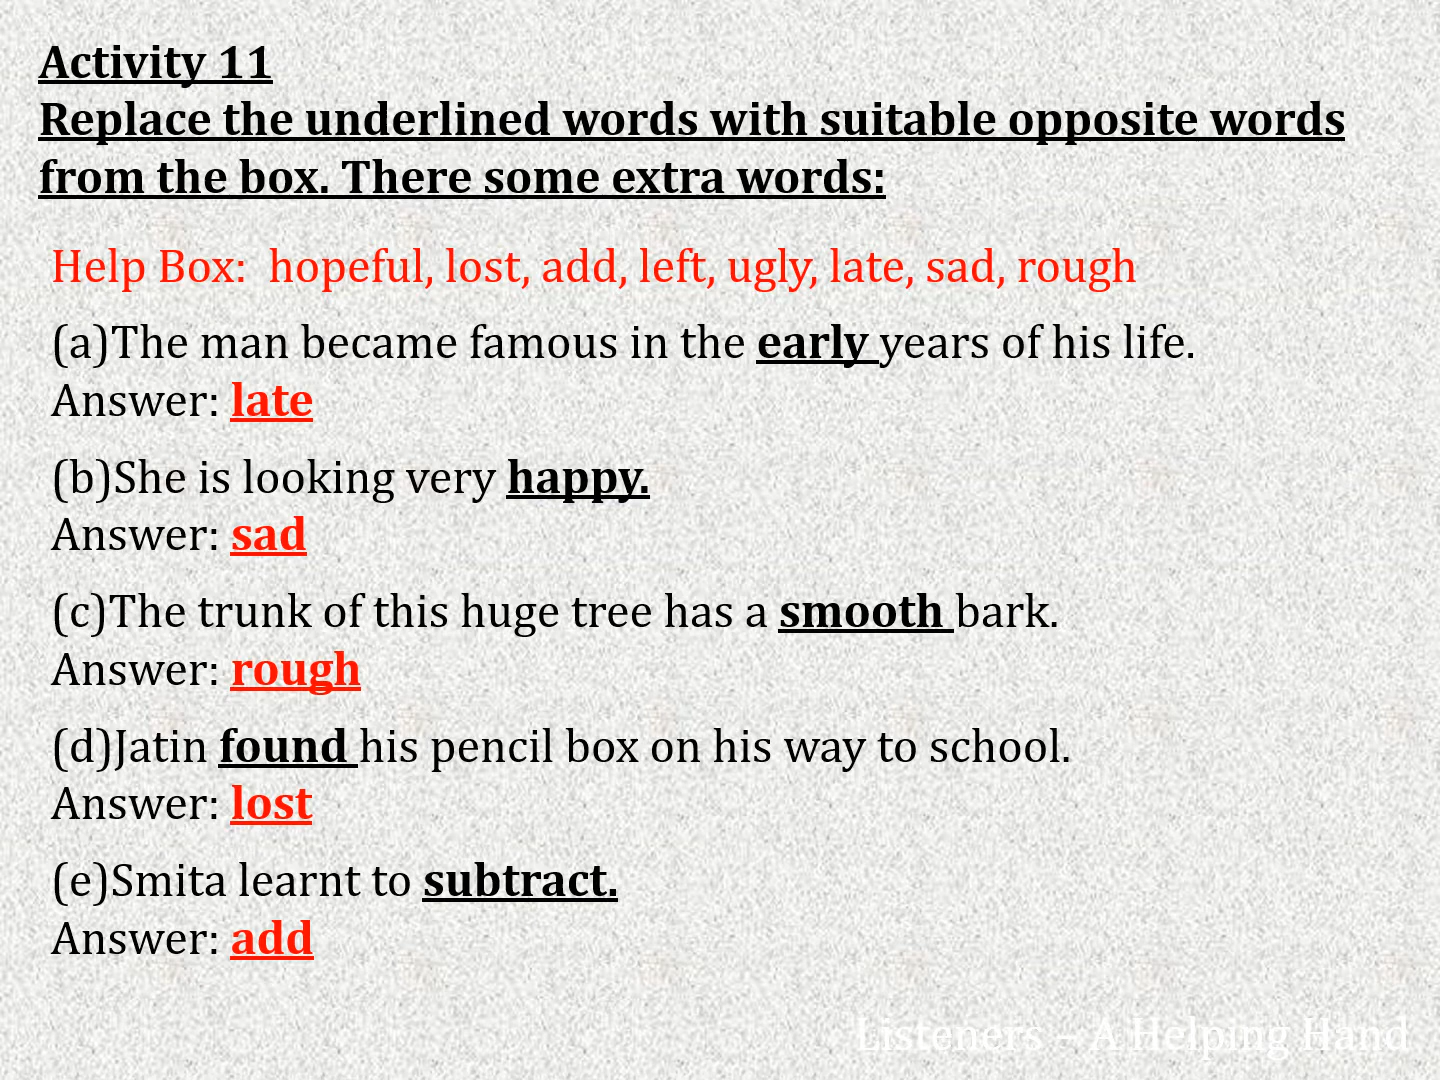 Activity 11
Replace the underlined words with suitable opposite words
from the box. There some extra words:
Help Box:  hopeful, lost, add, left, ugly, late, sad, rough
(a)The man became famous in the early years of his life.
Answer: late
(b)She is looking very happy.
Answer: sad
(c)The trunk of this huge tree has a smooth bark.
Answer: rough
(d)Jatin found his pencil box on his way to school.
Answer: lost
(e)Smita learnt to subtract.
Answer: add
Listeners – A Helping Hand